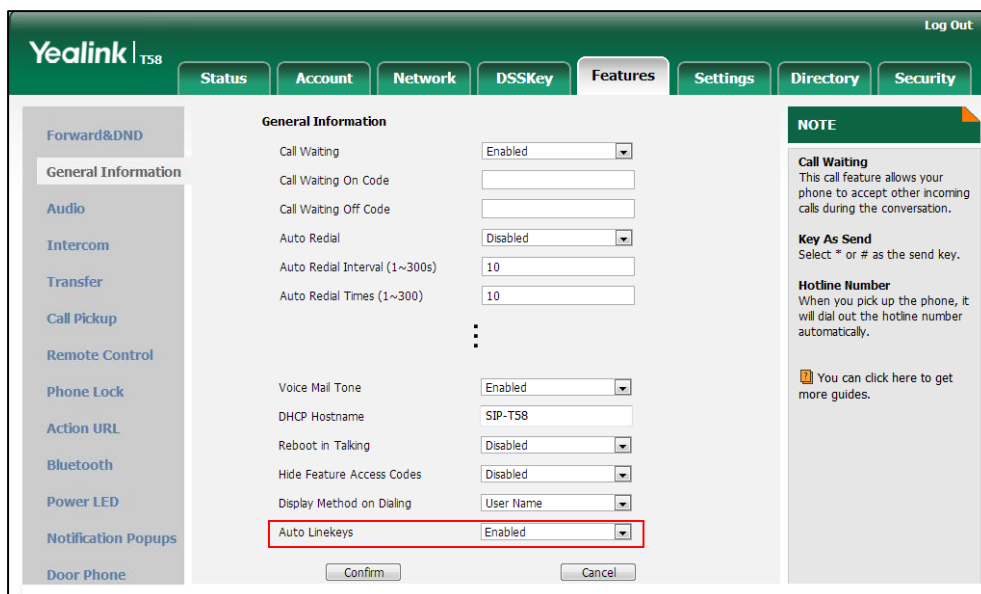 Log Out
Yealink | T58
Status Account Network DSSKey Features Settings Directory Security
Forward&DND
General Information
Audio
Intercom
Transfer
Call Pickup
Remote Control
Phone Lock
Action URL
Bluetooth
Power LED
Notification Popups
Door Phone
General Information
Call Waiting Enabled
Call Waiting On Code
Call Waiting Off Code
Auto Redial Disabled
Auto Redial Interval (1~300s) 10
Auto Redial Times (1~300) 10
Voice Mail Tone Enabled
DHCP Hostname SIP-T58
Reboot in Talking Disabled
Hide Feature Access Codes Disabled
Display Method on Dialing User Name
Auto Linekeys Enabled
Confirm Cancel
NOTE
Call Waiting
This call feature allows your
phone to accept other incoming
calls during the conversation.
Key As Send
Select * or # as the send key.
Hotline Number
When you pick up the phone, it
will dial out the hotline number
automatically.
You can click here to get
more guides.